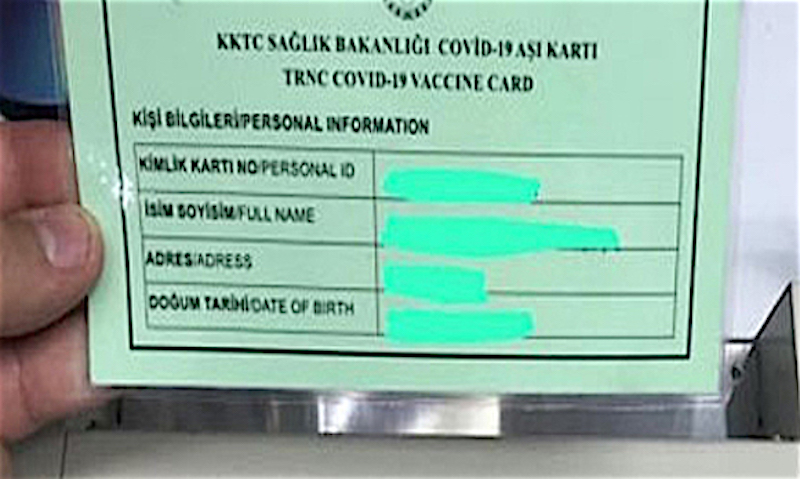 KKTC SAĞLIK BAKANLIĞI COVİD-19 AŞI KARTI
TRNC COVID-19 VACCINE CARD
KİŞİ BİLGİLERİ/PERSONAL INFORMATION
KİMLİK KARTI NO/PERSONAL ID
İSİM SOYİSİM/FULL NAME
ADRES/ADRESS
DOĞUM TARİHİ/DATE OF BIRTH